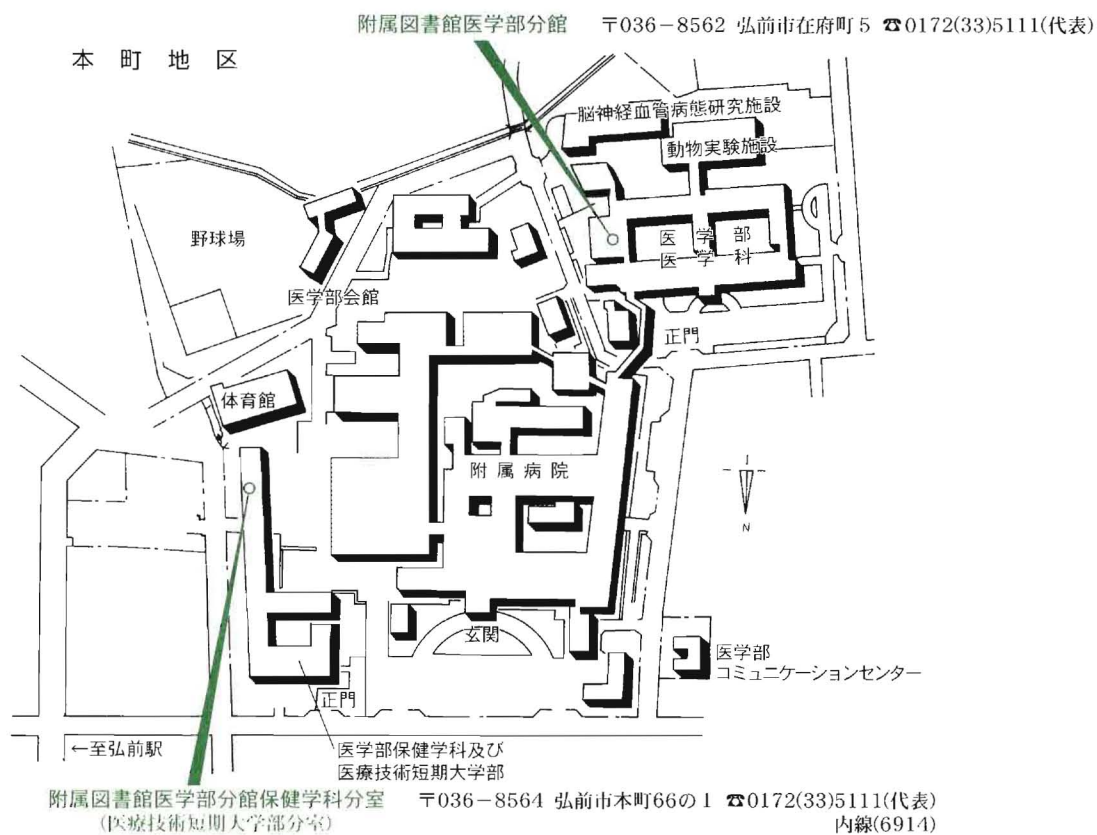 附属図書館医学部分館　〒036−8562 弘前市在府町5 ☎0172(33)5111(代表)
本町地区
脳神経血管病態研究施設
動物実験施設
野球場
医学部
医学科
医学部会館
正門
体育館
附属病院
N
玄関
医学部
コミュニケーションセンター
正門
←至弘前駅
医学部保健学科及び
医療技術短期大学部
附属図書館医学部分館保健学科分室　〒036−8564 弘前市本町66の1 ☎0172(33)5111(代表)
(医療技術短期大学部分室)　内線(6914)